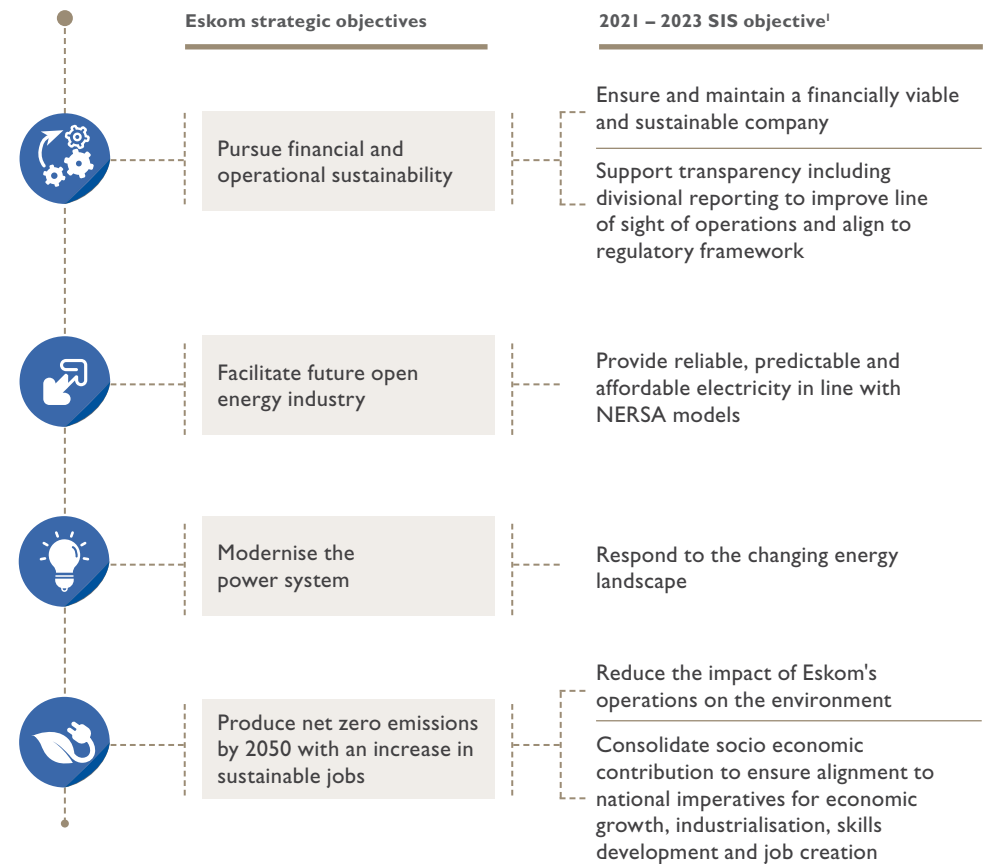 Eskom strategic objectives
2021 – 2023 SIS objective¹
Pursue financial and
operational sustainability
Ensure and maintain a financially viable
and sustainable company
Support transparency including
divisional reporting to improve line
of sight of operations and align to
regulatory framework
Facilitate future open
energy industry
Provide reliable, predictable and
affordable electricity in line with
NERSA models
Modernise the
power system
Respond to the changing energy
landscape
Produce net zero emissions
by 2050 with an increase in
sustainable jobs
Reduce the impact of Eskom's
operations on the environment
Consolidate socio economic
contribution to ensure alignment to
national imperatives for economic
growth, industrialisation, skills
development and job creation